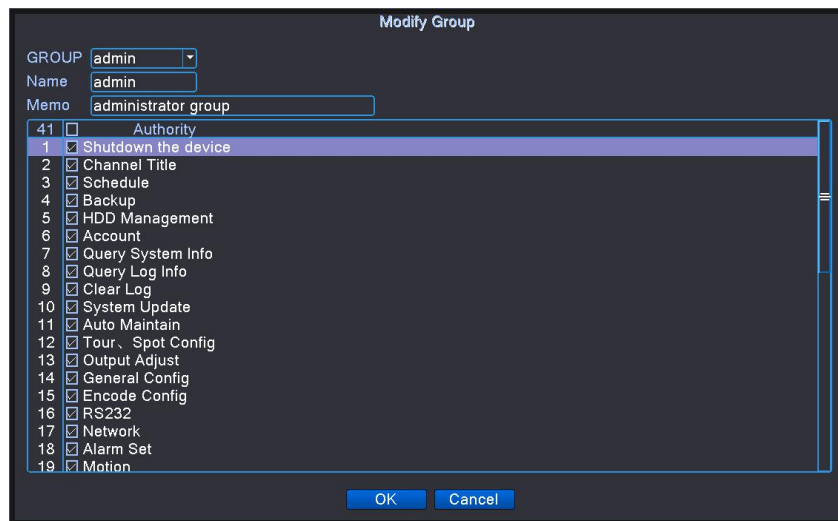 Modify Group
GROUP admin
Name admin
Memo administrator group
41 Authority
1 Shutdown the device
2 Channel Title
3 Schedule
4 Backup
5 HDD Management
6 Account
7 Query System Info
8 Query Log Info
9 Clear Log
10 System Update
11 Auto Maintain
12 Tour、Spot Config
13 Output Adjust
14 General Config
15 Encode Config
16 RS232
17 Network
18 Alarm Set
19 Motion
OK Cancel